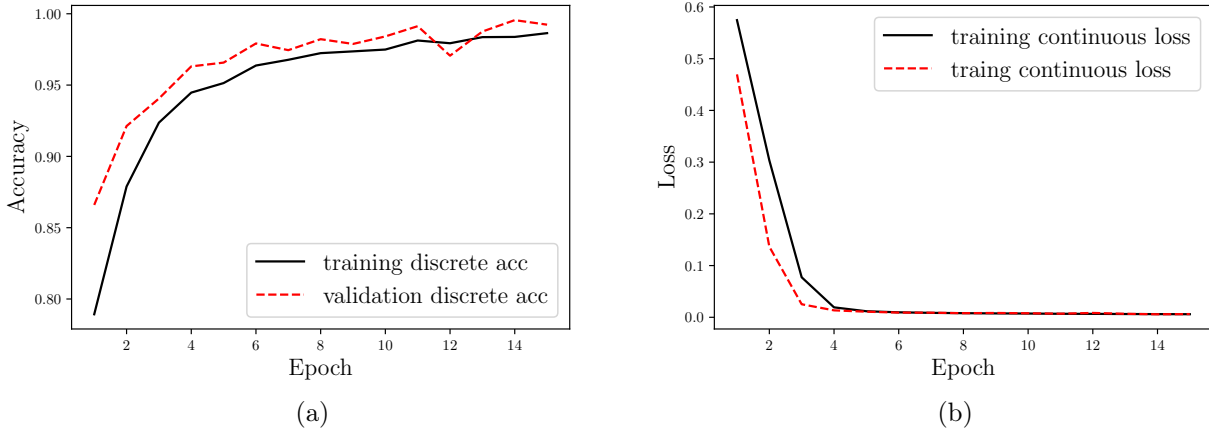 1.00
0.95
0.90
0.85
0.80
Accuracy
training discrete acc
validation discrete acc
2 4 6 8 10 12 14
Epoch
(a)
0.6
0.5
0.4
0.3
0.2
0.1
0.0
Loss
training continuous loss
traing continuous loss
2 4 6 8 10 12 14
Epoch
(b)